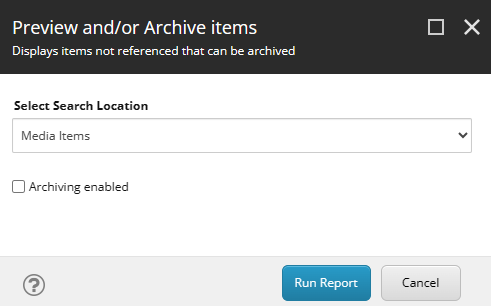 Preview and/or Archive items
Displays items not referenced that can be archived
Select Search Location
Media Items
Archiving enabled
?
Run Report
Cancel